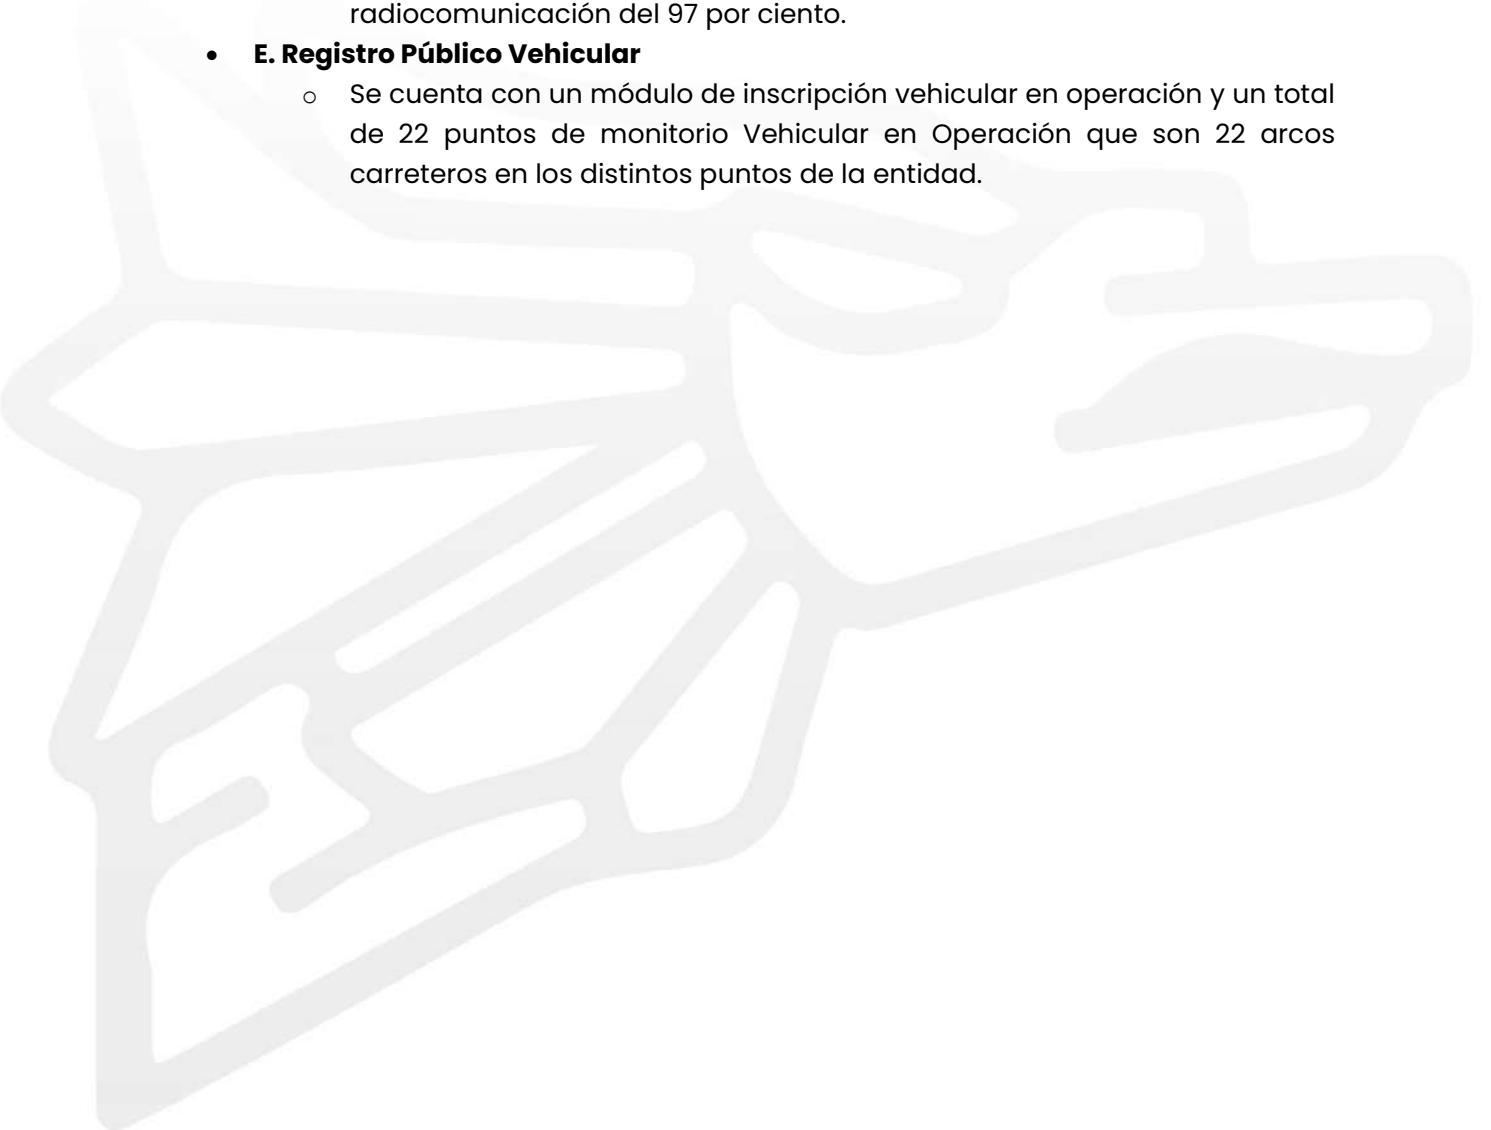 radiocomunicación del 97 por ciento.
• E. Registro Público Vehicular
○ Se cuenta con un módulo de inscripción vehicular en operación y un total
de 22 puntos de monitorio Vehicular en Operación que son 22 arcos
carreteros en los distintos puntos de la entidad.